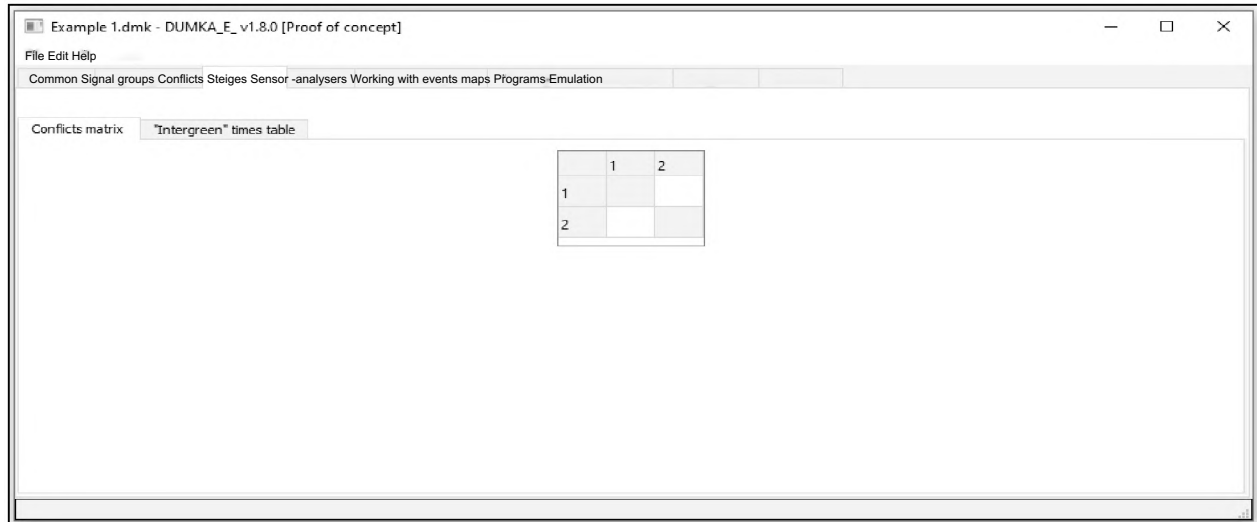 Example 1.dmk - DUMKA_E_ v1.8.0 [Proof of concept]
File Edit Help
Common Signal groups Conflicts Steiges Sensor -analysers Working with events maps Programs Emulation
Conflicts matrix "Intergreen" times table
1 2
1
2